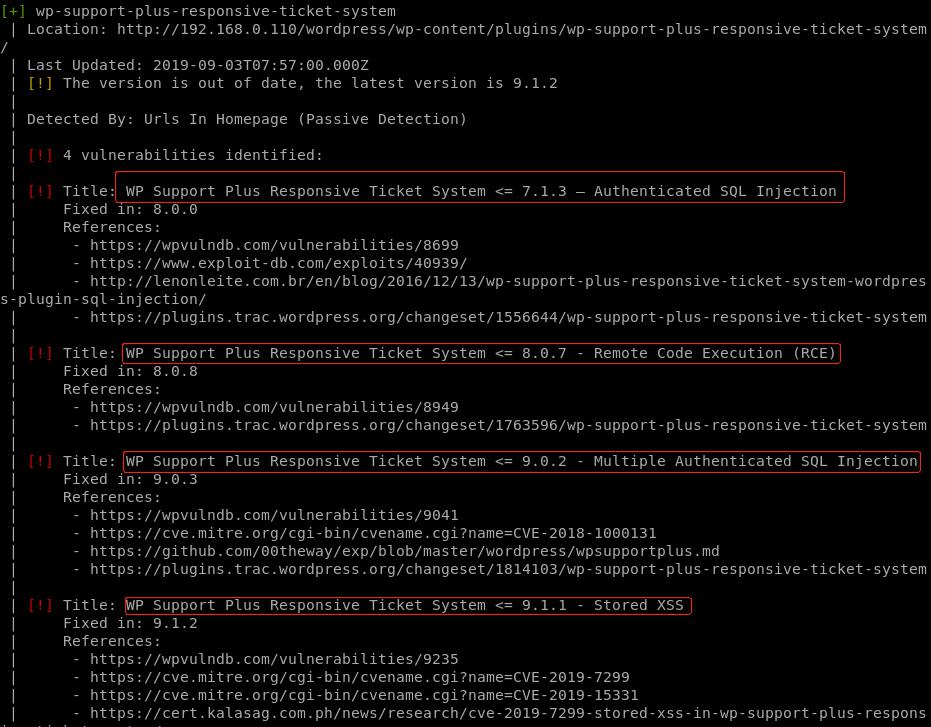 [+] wp-support-plus-responsive-ticket-system
| Location: http://192.168.0.110/wordpress/wp-content/plugins/wp-support-plus-responsive-ticket-system
/
| Last Updated: 2019-09-03T07:57:00.000Z
| [!] The version is out of date, the latest version is 9.1.2
|
| Detected By: Urls In Homepage (Passive Detection)
|
| [!] 4 vulnerabilities identified:
|
| [!] Title: WP Support Plus Responsive Ticket System <= 7.1.3 – Authenticated SQL Injection
|     Fixed in: 8.0.0
|     References:
|      - https://wpvulndb.com/vulnerabilities/8699
|      - https://www.exploit-db.com/exploits/40939/
|      - http://lenonleite.com.br/en/blog/2016/12/13/wp-support-plus-responsive-ticket-system-wordpres
s-plugin-sql-injection/
|      - https://plugins.trac.wordpress.org/changeset/1556644/wp-support-plus-responsive-ticket-system
|
| [!] Title: WP Support Plus Responsive Ticket System <= 8.0.7 - Remote Code Execution (RCE)
|     Fixed in: 8.0.8
|     References:
|      - https://wpvulndb.com/vulnerabilities/8949
|      - https://plugins.trac.wordpress.org/changeset/1763596/wp-support-plus-responsive-ticket-system
|
| [!] Title: WP Support Plus Responsive Ticket System <= 9.0.2 - Multiple Authenticated SQL Injection
|     Fixed in: 9.0.3
|     References:
|      - https://wpvulndb.com/vulnerabilities/9041
|      - https://cve.mitre.org/cgi-bin/cvename.cgi?name=CVE-2018-1000131
|      - https://github.com/00theway/exp/blob/master/wordpress/wpsupportplus.md
|      - https://plugins.trac.wordpress.org/changeset/1814103/wp-support-plus-responsive-ticket-system
|
| [!] Title: WP Support Plus Responsive Ticket System <= 9.1.1 - Stored XSS
|     Fixed in: 9.1.2
|     References:
|      - https://wpvulndb.com/vulnerabilities/9235
|      - https://cve.mitre.org/cgi-bin/cvename.cgi?name=CVE-2019-7299
|      - https://cve.mitre.org/cgi-bin/cvename.cgi?name=CVE-2019-15331
|      - https://cert.kalasag.com.ph/news/research/cve-2019-7299-stored-xss-in-wp-support-plus-respons